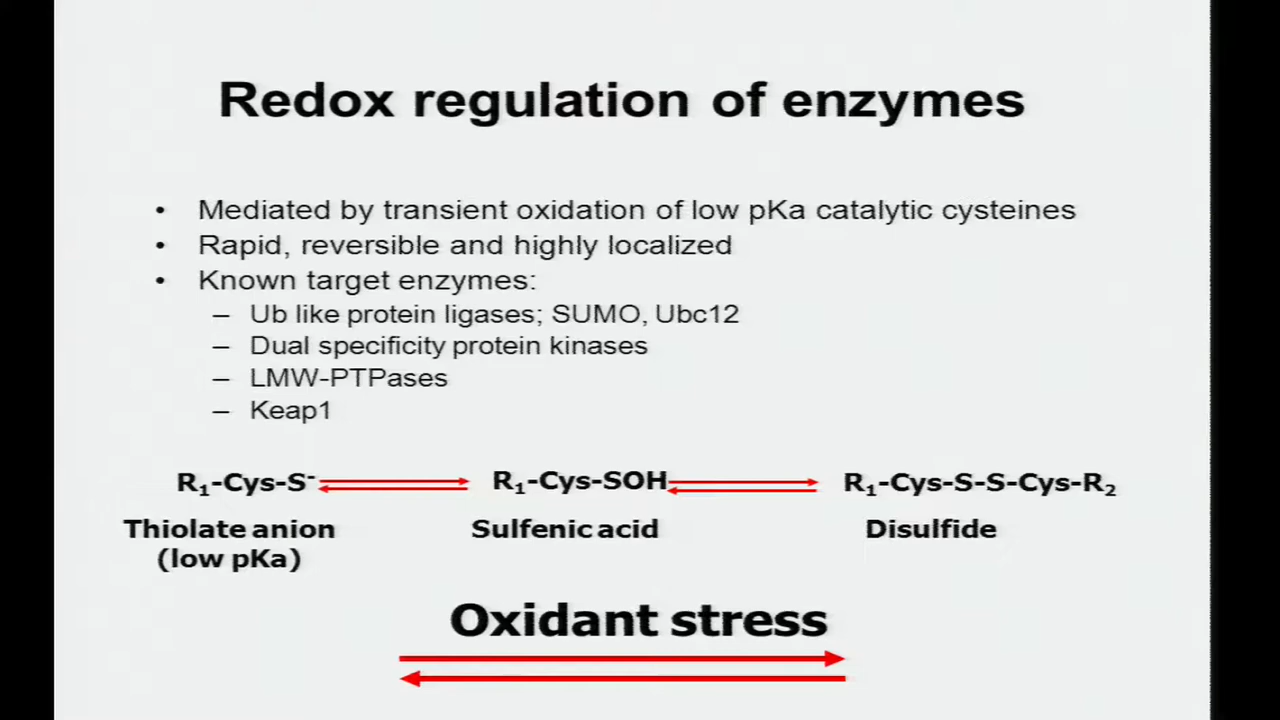 Redox regulation of enzymes
• Mediated by transient oxidation of low pKa catalytic cysteines
• Rapid, reversible and highly localized
• Known target enzymes:
– Ub like protein ligases; SUMO, Ubc12
– Dual specificity protein kinases
– LMW-PTPases
– Keap1
R₁-Cys-S⁻ R₁-Cys-SOH R₁-Cys-S-S-Cys-R₂
Thiolate anion Sulfenic acid Disulfide
(low pKa)
Oxidant stress